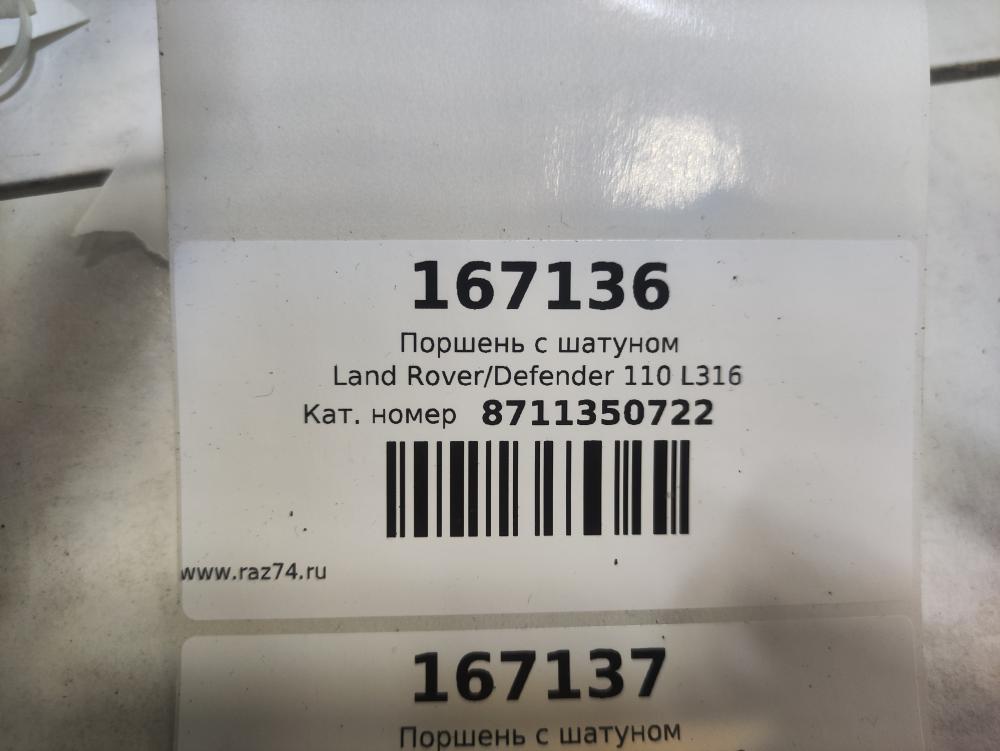 167136
Поршень с шатуном
Land Rover/Defender 110 L316
Кат. номер 8711350722
www.raz74.ru
167137
Поршень с шатуном